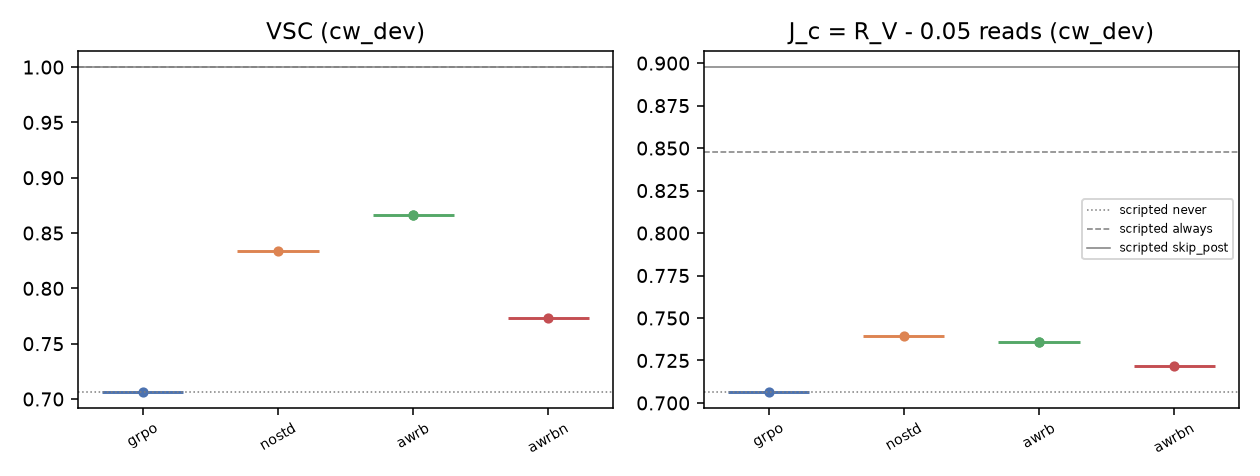 VSC (cw_dev)
1.00
0.95
0.90
0.85
0.80
0.75
0.70
grpo
nostd
awrb
awrbn
J_c = R_V - 0.05 reads (cw_dev)
0.900
0.875
0.850
0.825
0.800
0.775
0.750
0.725
0.700
scripted never
scripted always
scripted skip_post
grpo
nostd
awrb
awrbn